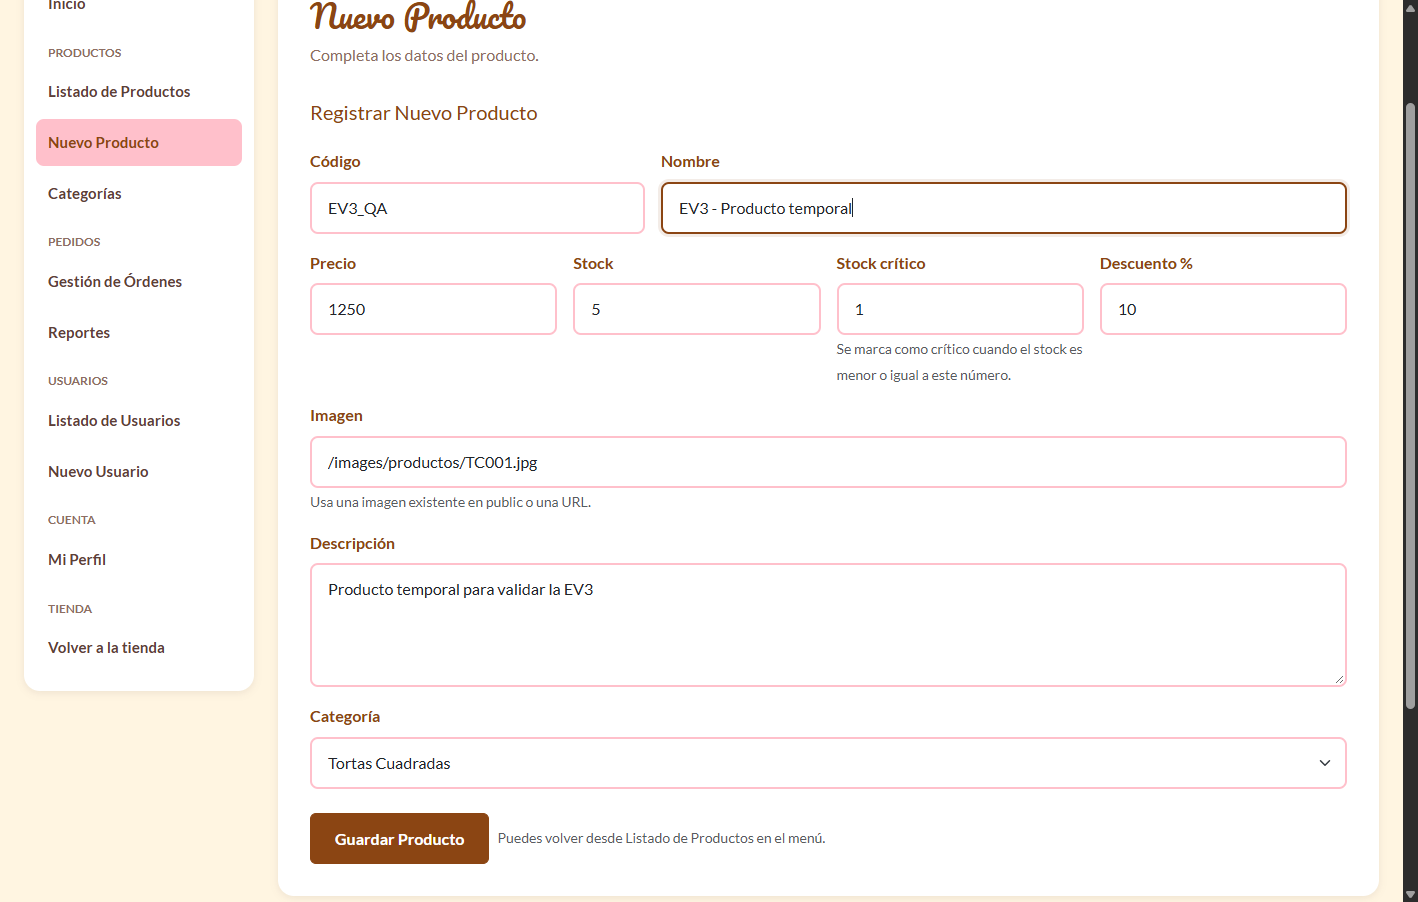 Inicio
PRODUCTOS
Listado de Productos
Nuevo Producto
Categorías
PEDIDOS
Gestión de Órdenes
Reportes
USUARIOS
Listado de Usuarios
Nuevo Usuario
CUENTA
Mi Perfil
TIENDA
Volver a la tienda
Nuevo Producto
Completa los datos del producto.
Registrar Nuevo Producto
Código
Nombre
EV3_QA
EV3 - Producto temporal
Precio
Stock
Stock crítico
Descuento %
1250
5
1
10
Se marca como crítico cuando el stock es
menor o igual a este número.
Imagen
/images/productos/TC001.jpg
Usa una imagen existente en public o una URL.
Descripción
Producto temporal para validar la EV3
Categoría
Tortas Cuadradas
Guardar Producto
Puedes volver desde Listado de Productos en el menú.